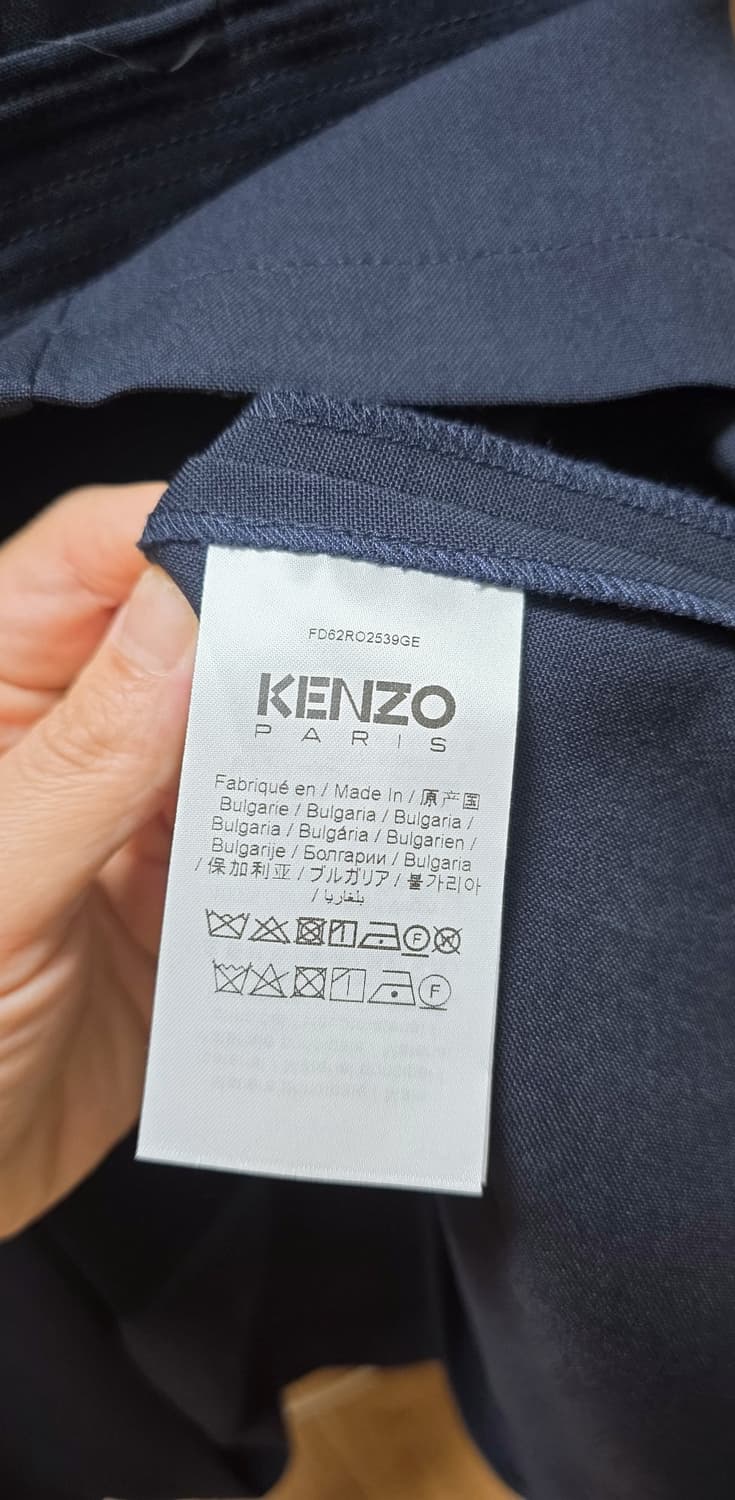 FD62RO2539GE
KENZO
PARIS
Fabriqué en / Made In / 原产国
Bulgarie / Bulgaria / Bulgaria /
Bulgaria / Bulgária / Bulgarien /
Bulgarije / Болгарии / Bulgaria
/ 保加利亚 / ブルガリア / 불가리아
/ بلغاريا
F
F